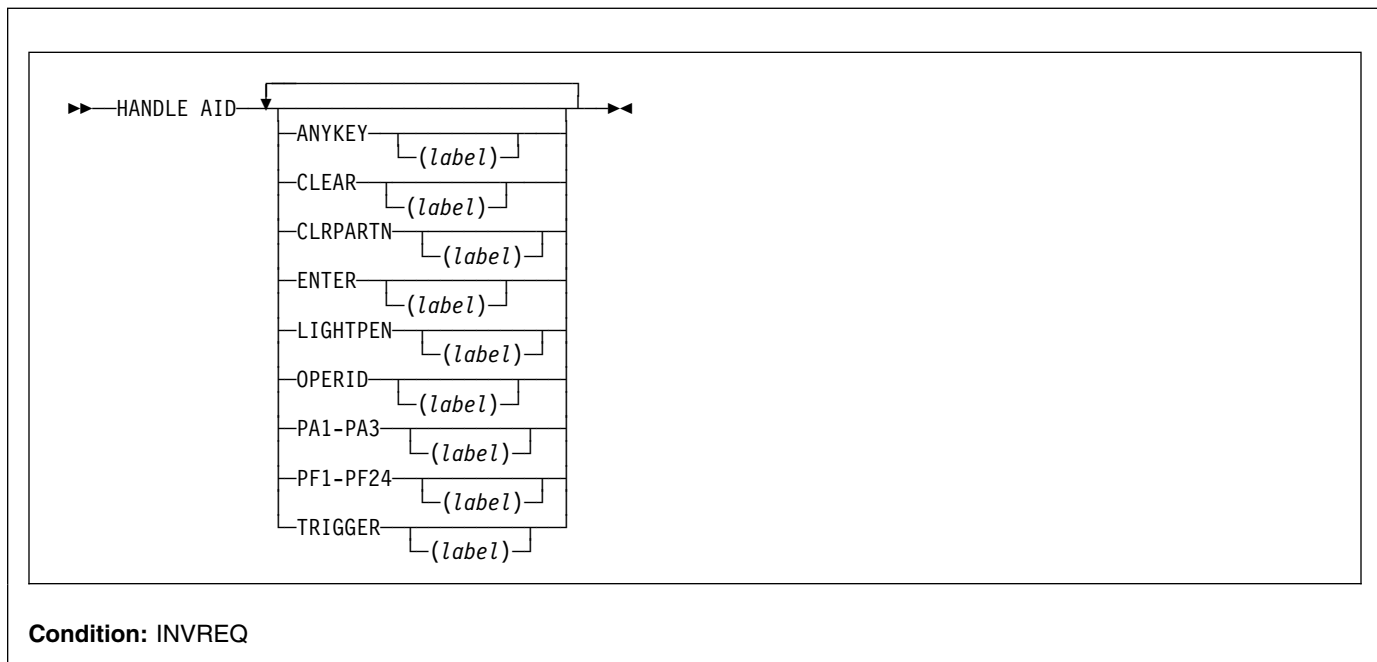 HANDLE AID
ANYKEY
(label)
CLEAR
(label)
CLRPARTN
(label)
ENTER
(label)
LIGHTPEN
(label)
OPERID
(label)
PA1-PA3
(label)
PF1-PF24
(label)
TRIGGER
(label)
Condition: INVREQ